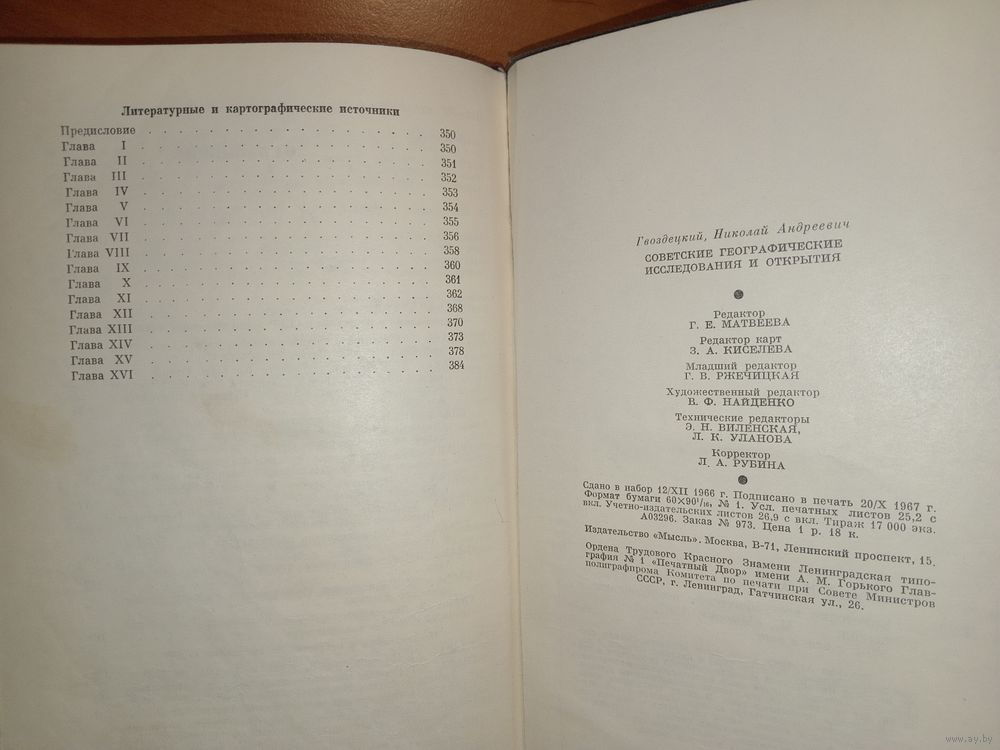 Литературные и картографические источники
Предисловие . . . . . . . . . . . . . . . . . . . 350
Глава I . . . . . . . . . . . . . . . . . . . 350
Глава II . . . . . . . . . . . . . . . . . . . 351
Глава III . . . . . . . . . . . . . . . . . . . 352
Глава IV . . . . . . . . . . . . . . . . . . . 353
Глава V . . . . . . . . . . . . . . . . . . . 354
Глава VI . . . . . . . . . . . . . . . . . . . 355
Глава VII . . . . . . . . . . . . . . . . . . . 356
Глава VIII . . . . . . . . . . . . . . . . . . . 358
Глава IX . . . . . . . . . . . . . . . . . . . 360
Глава X . . . . . . . . . . . . . . . . . . . 361
Глава XI . . . . . . . . . . . . . . . . . . . 362
Глава XII . . . . . . . . . . . . . . . . . . . 368
Глава XIII . . . . . . . . . . . . . . . . . . . 370
Глава XIV . . . . . . . . . . . . . . . . . . . 373
Глава XV . . . . . . . . . . . . . . . . . . . 378
Глава XVI . . . . . . . . . . . . . . . . . . . 384
Гвоздецкий, Николай Андреевич
СОВЕТСКИЕ ГЕОГРАФИЧЕСКИЕ
ИССЛЕДОВАНИЯ И ОТКРЫТИЯ
Редактор
Г. Е. МАТВЕЕВА
Редактор карт
З. А. КИСЕЛЕВА
Младший редактор
Г. В. РЖЕЧИЦКАЯ
Художественный редактор
В. Ф. НАЙДЕНКО
Технические редакторы
Э. Н. ВИЛЕНСКАЯ,
Л. К. УЛАНОВА
Корректор
Л. А. РУБИНА
Сдано в набор 12/XII 1966 г. Подписано в печать 20/X 1967 г.
Формат бумаги 60×90¹/₁₆, № 1. Усл. печатных листов 25,2 с
вкл. Учетно-издательских листов 26,9 с вкл. Тираж 17 000 экз.
А03296. Заказ № 973. Цена 1 р. 18 к.
Издательство «Мысль». Москва, В-71, Ленинский проспект, 15.
Ордена Трудового Красного Знамени Ленинградская типо-
графия № 1 «Печатный Двор» имени А. М. Горького Глав-
полиграфпрома Комитета по печати при Совете Министров
СССР, г. Ленинград, Гатчинская ул., 26.
www.ay.by